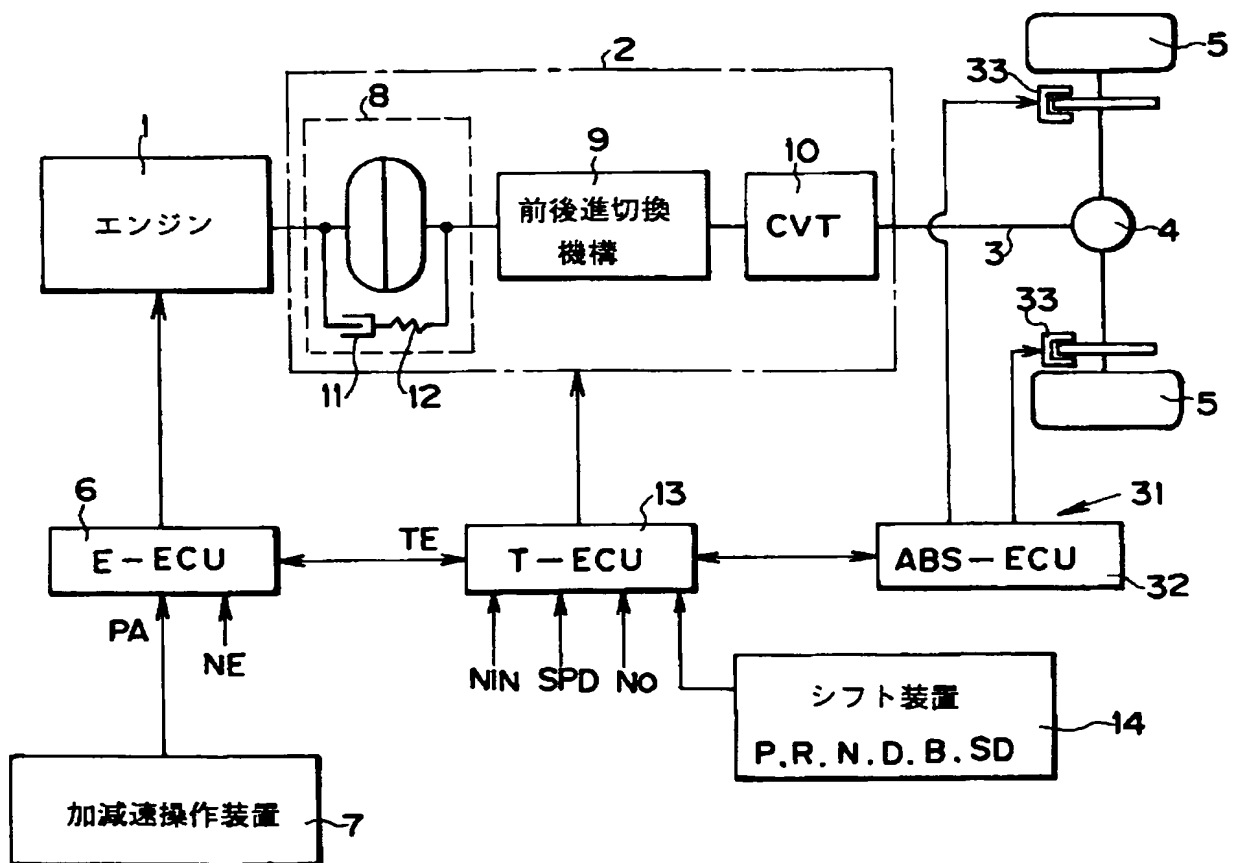 5
2
33
8
1
9
10
エンジン
前後進切換
機構
CVT
3
4
33
11
12
5
6
13
31
E-ECU
TE
T-ECU
ABS-ECU
32
PA
NE
NIN
SPD
NO
シフト装置
P.R.N.D.B.SD
14
加減速操作装置
7